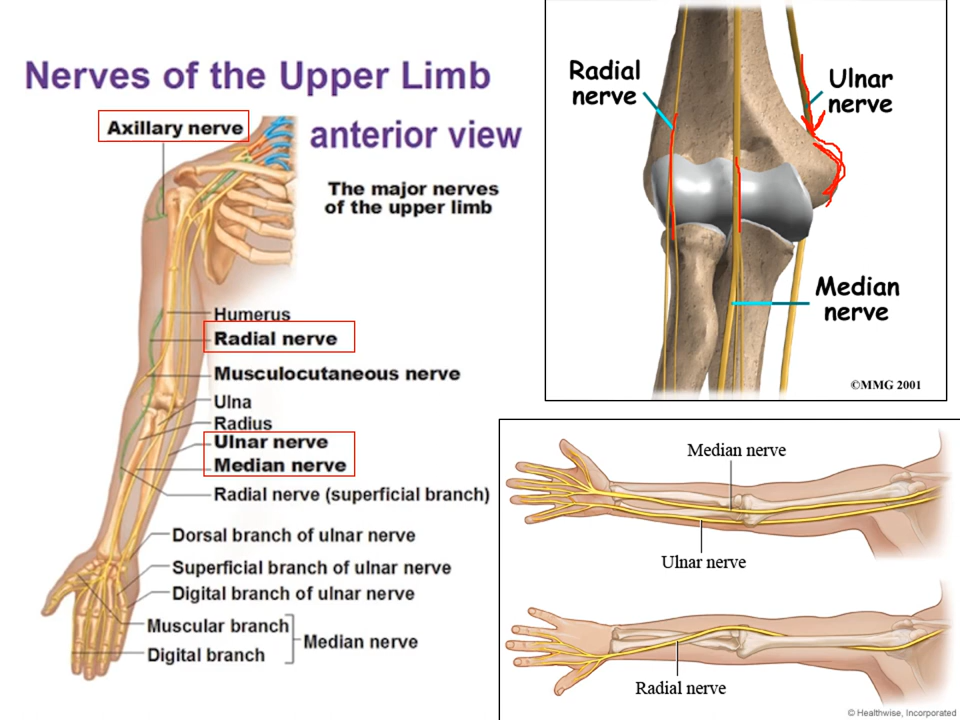 Nerves of the Upper Limb
anterior view
Axillary nerve
The major nerves
of the upper limb
Humerus
Radial nerve
Musculocutaneous nerve
Ulna
Radius
Ulnar nerve
Median nerve
Radial nerve (superficial branch)
Dorsal branch of ulnar nerve
Superficial branch of ulnar nerve
Digital branch of ulnar nerve
Muscular branch
Digital branch
Median nerve
Radial
nerve
Ulnar
nerve
Median
nerve
©MMG 2001
Median nerve
Ulnar nerve
Radial nerve
© Healthwise, Incorporated